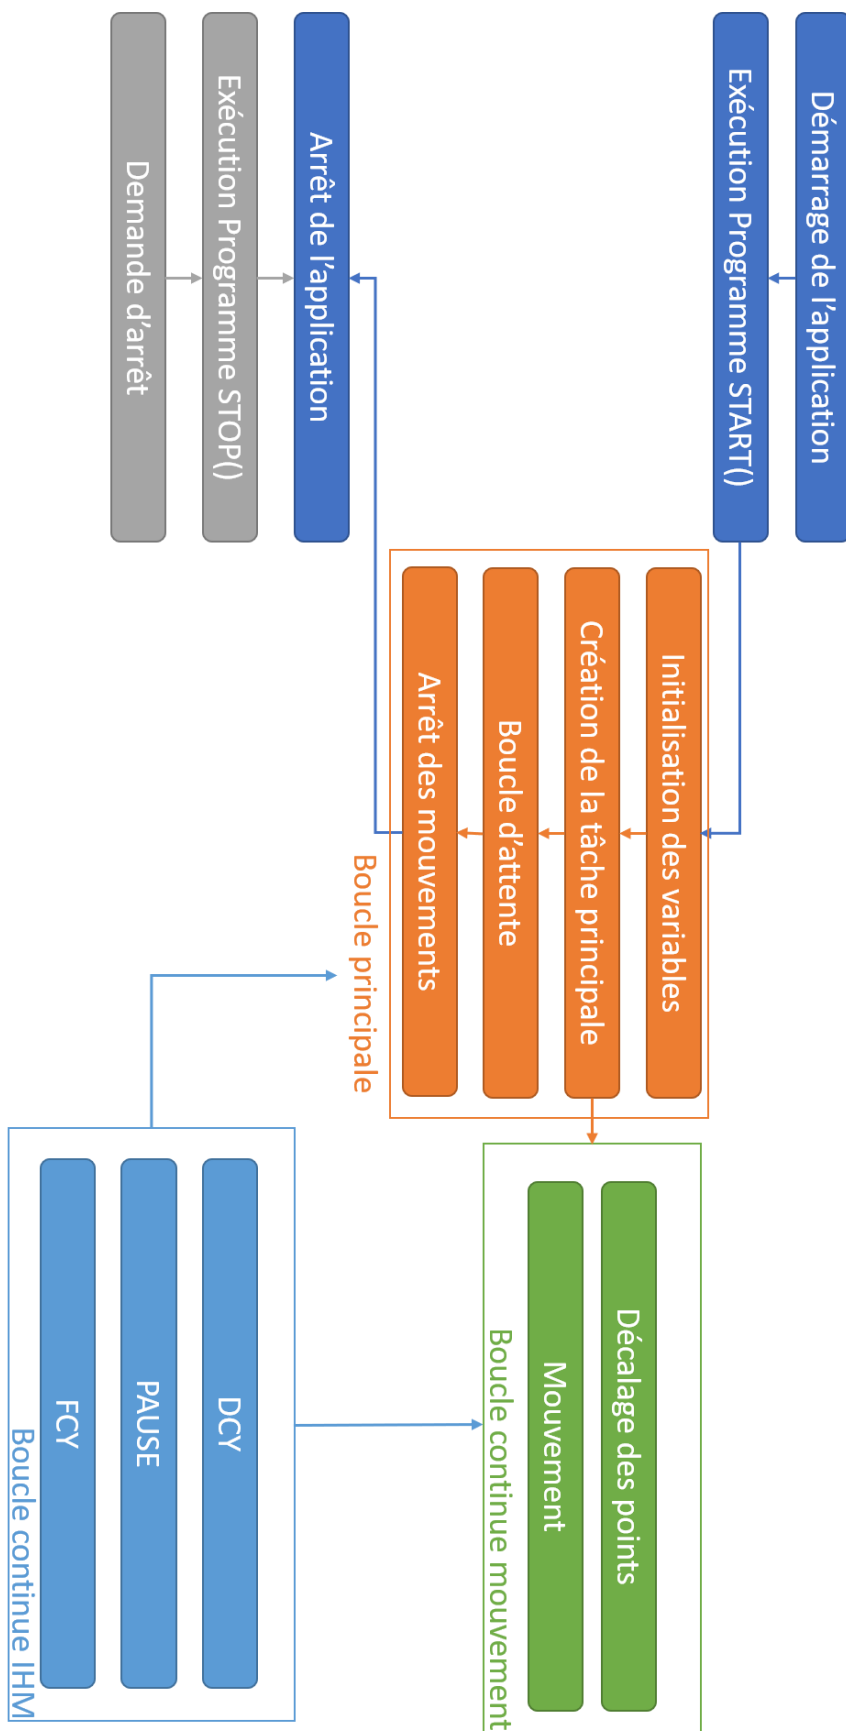 Démarrage de l'application
Exécution Programme START()
Arrêt de l'application
Exécution Programme STOP()
Demande d'arrêt
Initialisation des variables
Création de la tâche principale
Boucle d'attente
Arrêt des mouvements
Boucle principale
Décalage des points
Mouvement
Boucle continue mouvement
DCY
PAUSE
FCY
Boucle continue IHM